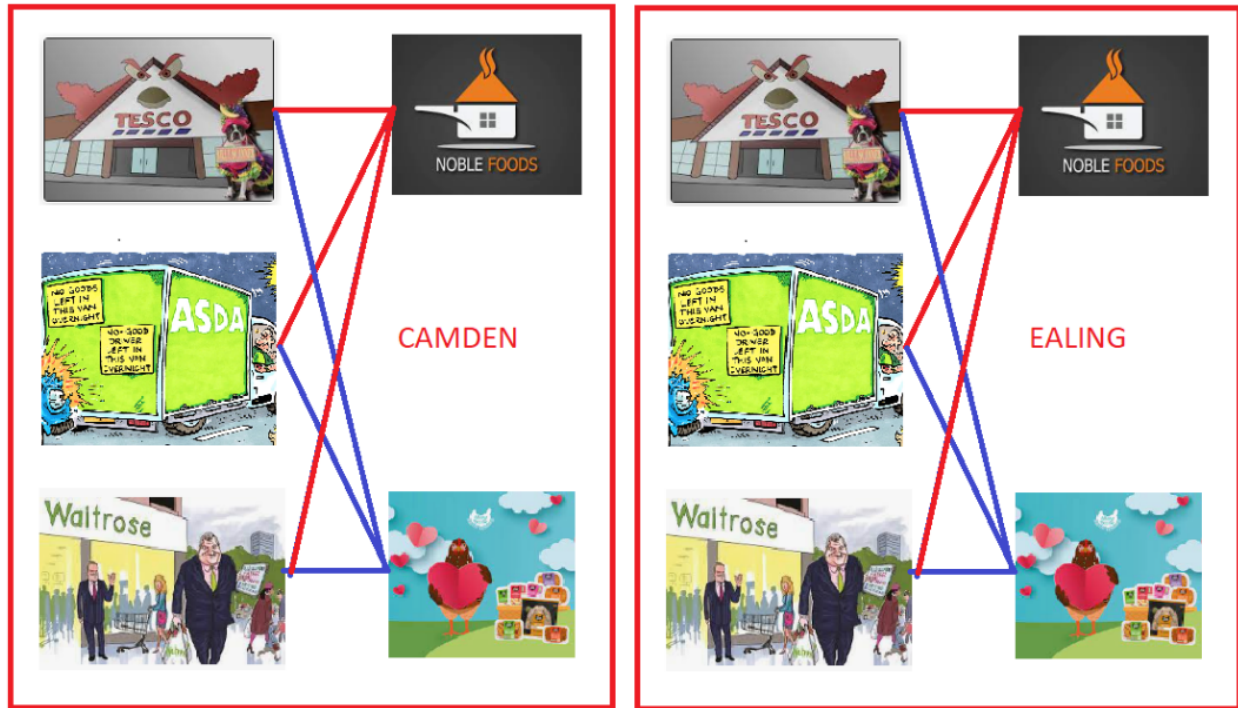 TESCO
NOBLE FOODS
NO GOODS
LEFT IN
THIS VAN
OVERNIGHT
NO GOOD
DRIVER
LEFT IN
THIS VAN
OVERNIGHT
ASDA
CAMDEN
Waitrose
TESCO
NOBLE FOODS
NO GOODS
LEFT IN
THIS VAN
OVERNIGHT
NO GOOD
DRIVER
LEFT IN
THIS VAN
OVERNIGHT
ASDA
EALING
Waitrose